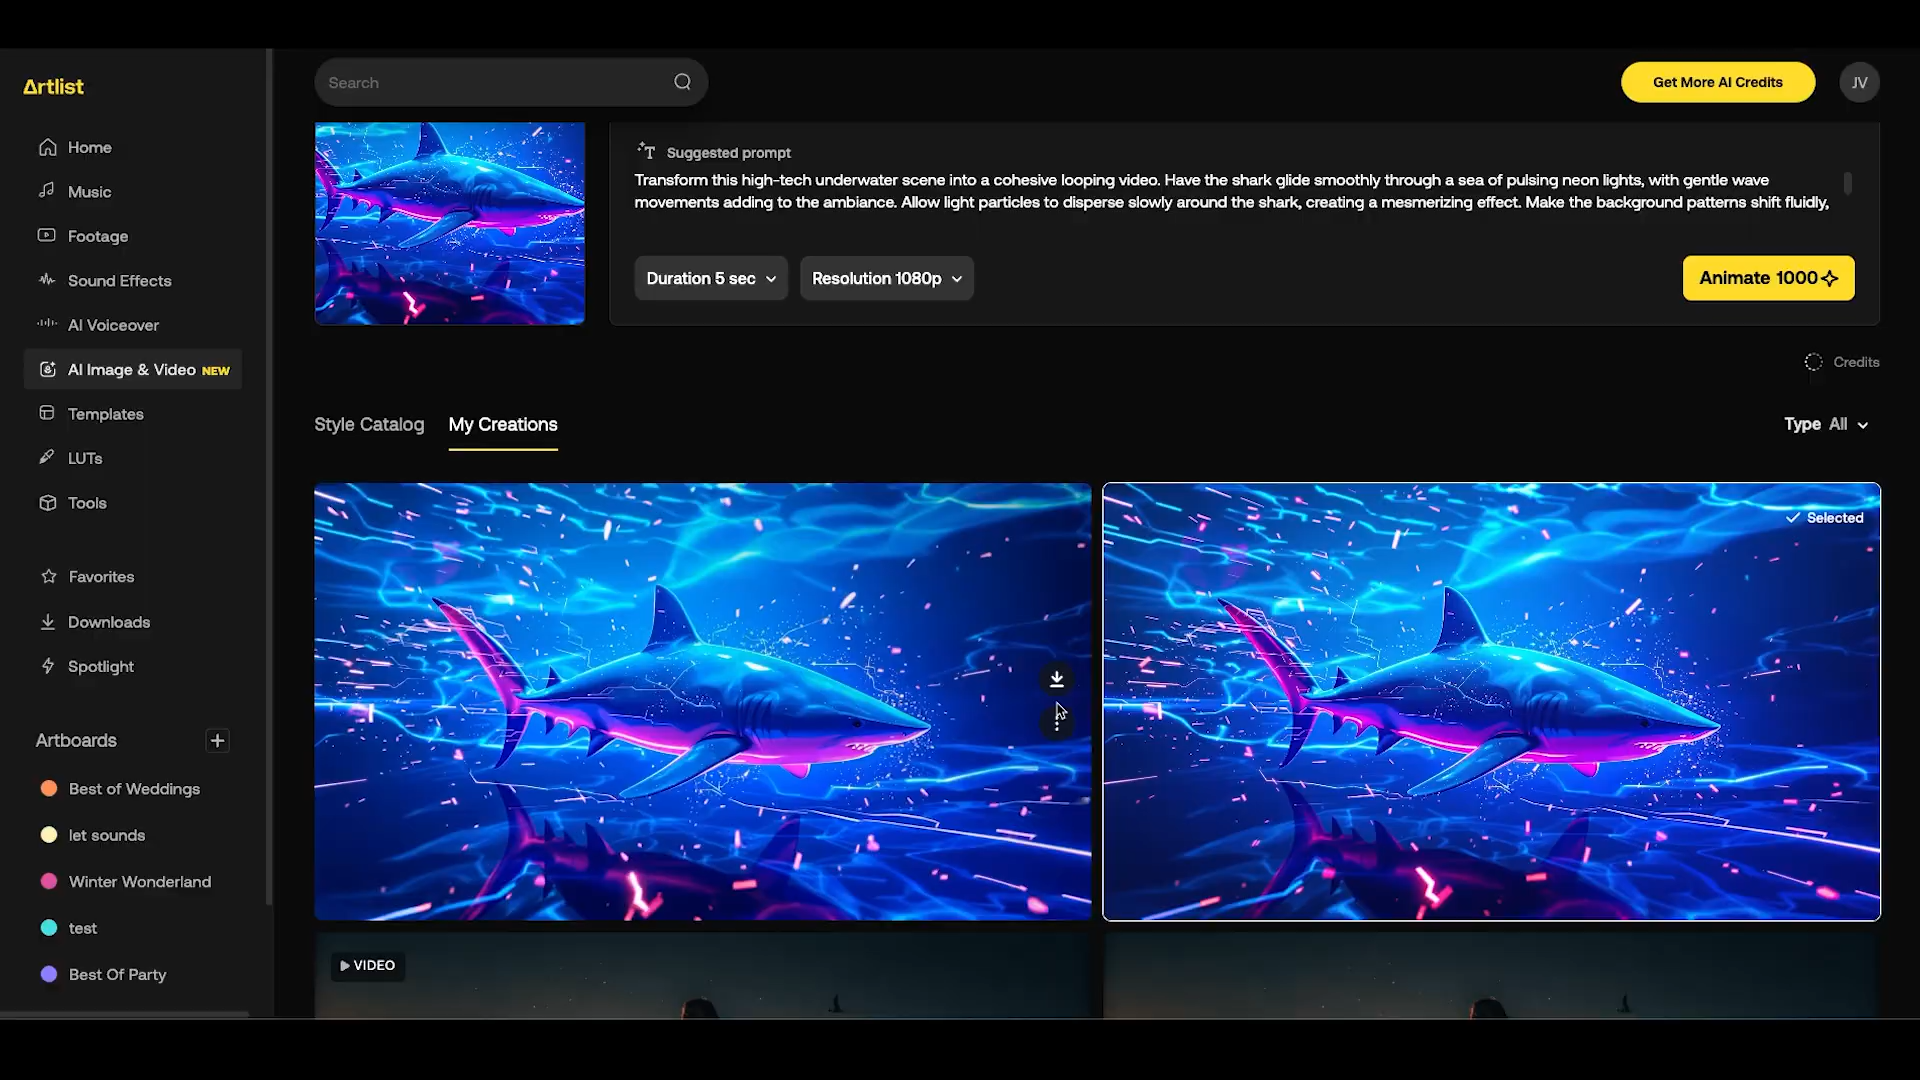 Artlist
Search
Get More AI Credits
JV
Home
Music
Footage
Sound Effects
AI Voiceover
AI Image & Video NEW
Templates
LUTs
Tools
Favorites
Downloads
Spotlight
Artboards
Best of Weddings
let sounds
Winter Wonderland
test
Best Of Party
Suggested prompt
Transform this high-tech underwater scene into a cohesive looping video. Have the shark glide smoothly through a sea of pulsing neon lights, with gentle wave
movements adding to the ambiance. Allow light particles to disperse slowly around the shark, creating a mesmerizing effect. Make the background patterns shift fluidly,
Duration 5 sec
Resolution 1080p
Animate 1000
Credits
Style Catalog
My Creations
Type All
Selected
VIDEO